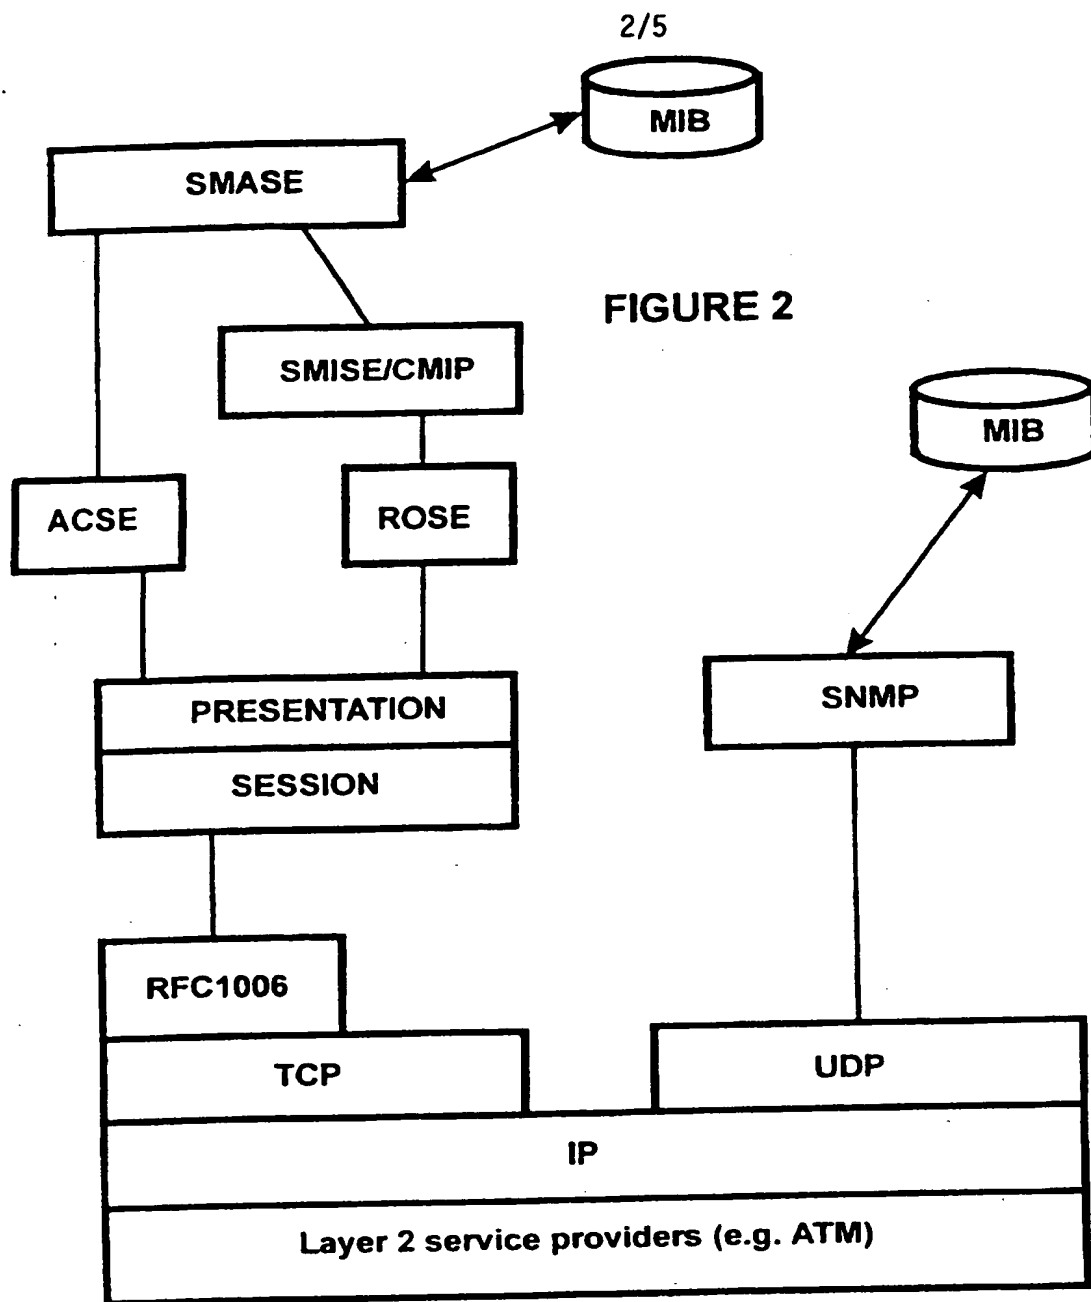 2/5
MIB
SMASE
FIGURE 2
SMISE/CMIP
MIB
ACSE
ROSE
PRESENTATION
SNMP
SESSION
RFC1006
TCP
UDP
IP
Layer 2 service providers (e.g. ATM)